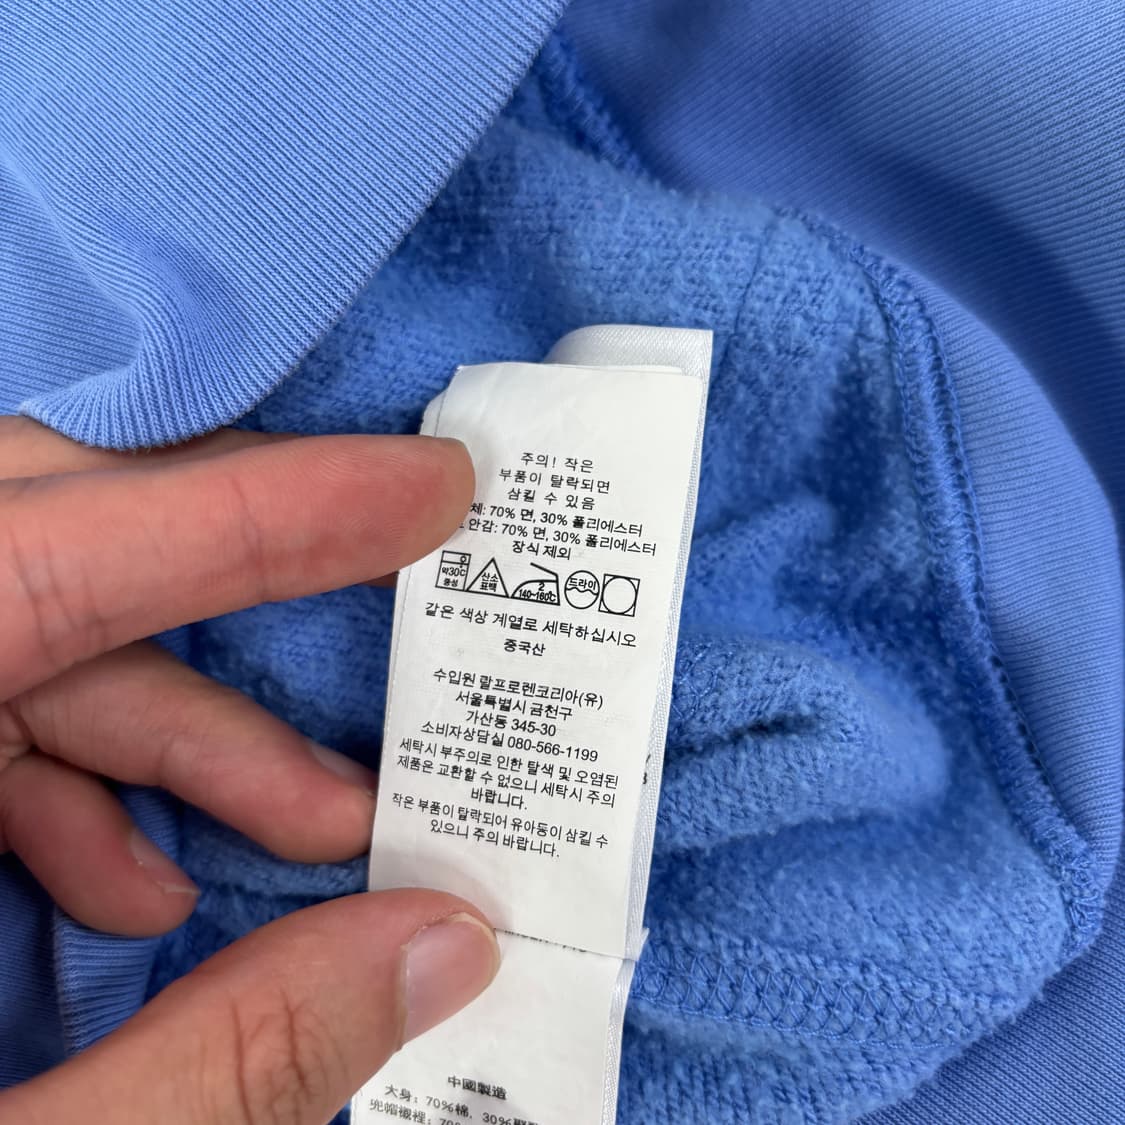 주의! 작은
부품이 탈락되면
삼킬 수 있음
체: 70% 면, 30% 폴리에스터
안감: 70% 면, 30% 폴리에스터
장식 제외
약30℃
중성
산소
표백
2
140~160℃
드라이
같은 색상 계열로 세탁하십시오
중국산
수입원 랄프로렌코리아(유)
서울특별시 금천구
가산동 345-30
소비자상담실 080-566-1199
세탁시 부주의로 인한 탈색 및 오염된
제품은 교환할 수 없으니 세탁시 주의
바랍니다.
작은 부품이 탈락되어 유아동이 삼킬 수
있으니 주의 바랍니다.
中國製造
大身: 70%棉, 30%聚
兜帽襯裡: 70